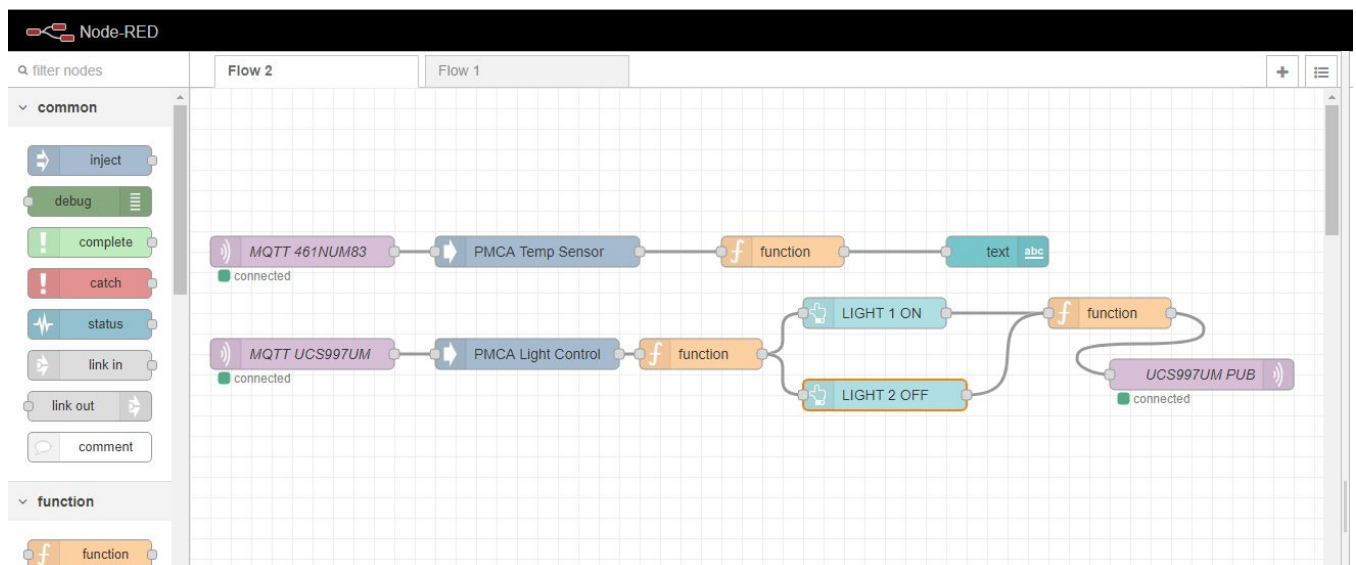 Node-RED
filter nodes
Flow 2
Flow 1
common
inject
debug
complete
catch
status
link in
link out
comment
function
function
MQTT 461NUM83
connected
PMCA Temp Sensor
function
text
abc
MQTT UCS997UM
connected
PMCA Light Control
function
LIGHT 1 ON
LIGHT 2 OFF
function
UCS997UM PUB
connected